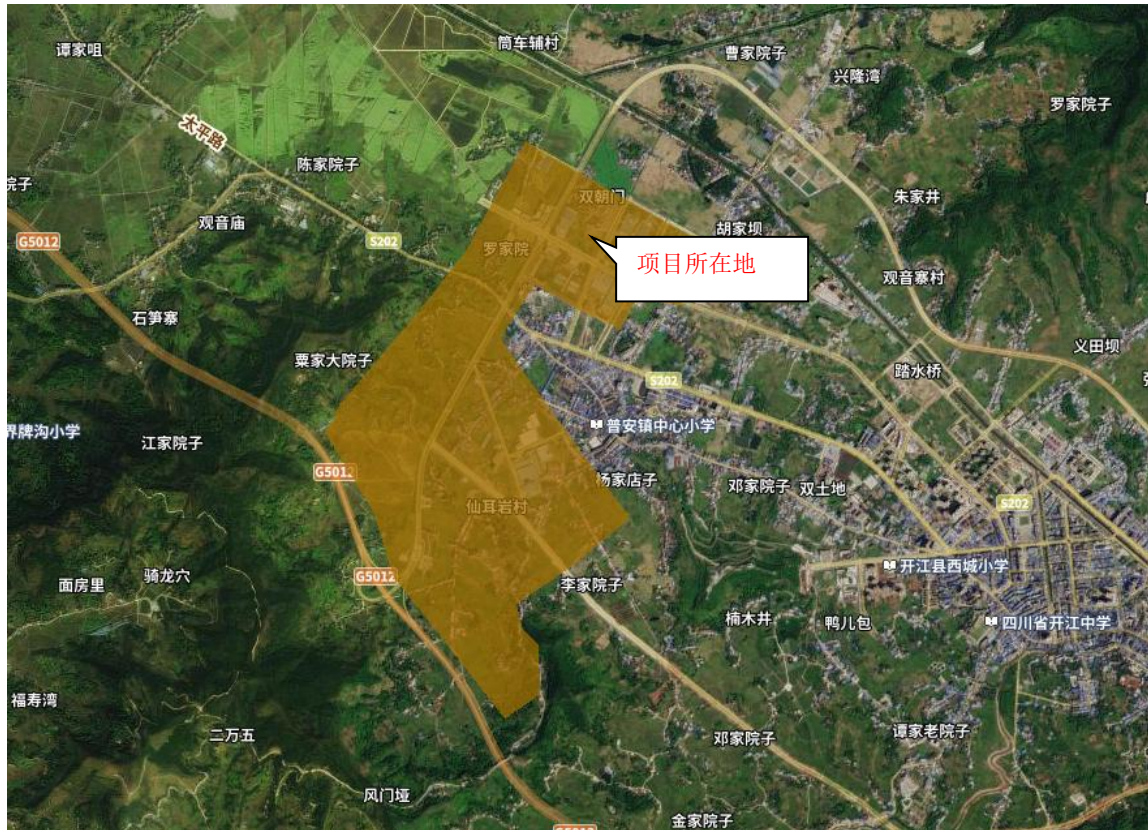 筒车辅村
谭家咀
曹家院子
兴隆湾
罗家院子
太平路
陈家院子
院子
双朝门
朱家井
观音庙
胡家坝
G5012
S202
罗家院
项目所在地
观音寨村
石笋寨
义田坝
粟家大院子
踏水桥
S202
界牌沟小学
普安镇中心小学
江家院子
G5012
杨家店子
邓家院子
双土地
S202
仙耳岩村
开江县西城小学
骑龙穴
G5012
面房里
李家院子
楠木井
鸭儿包
四川省开江中学
福寿湾
二万五
邓家院子
谭家老院子
风门垭
金家院子